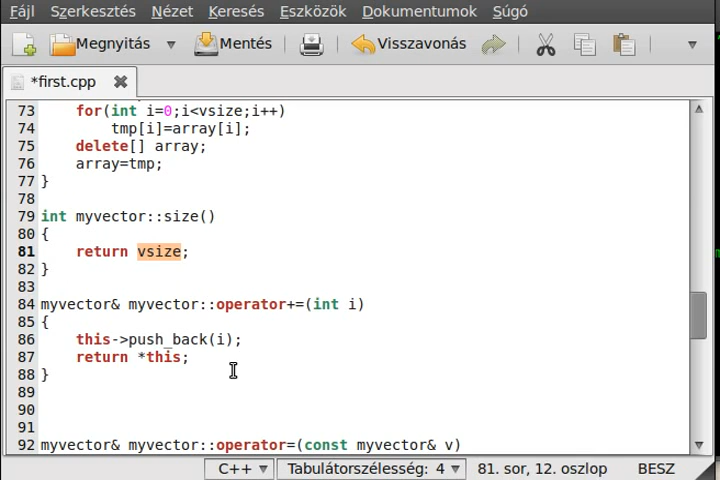 Fájl Szerkesztés Nézet Keresés Eszközök Dokumentumok Súgó
Megnyitás Mentés Visszavonás
*first.cpp
73 for(int i=0;i<vsize;i++)
74 tmp[i]=array[i];
75 delete[] array;
76 array=tmp;
77 }
78
79 int myvector::size()
80 {
81 return vsize;
82 }
83
84 myvector& myvector::operator+=(int i)
85 {
86 this->push_back(i);
87 return *this;
88 }
89
90
91
92 myvector& myvector::operator=(const myvector& v)
C++ Tabulátorszélesség: 4 81. sor, 12. oszlop BESZ